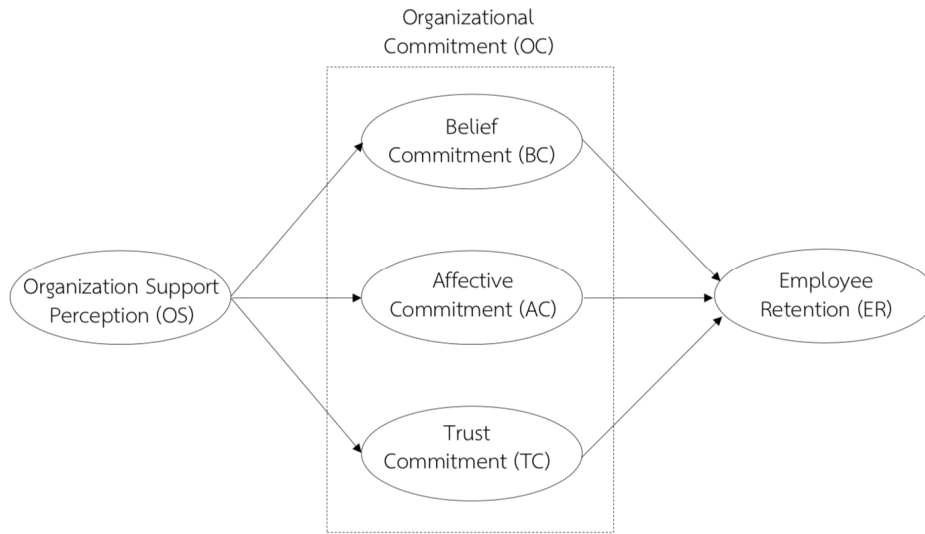 Organizational
Commitment (OC)
Belief
Commitment (BC)
Organization Support
Perception (OS)
Affective
Commitment (AC)
Employee
Retention (ER)
Trust
Commitment (TC)